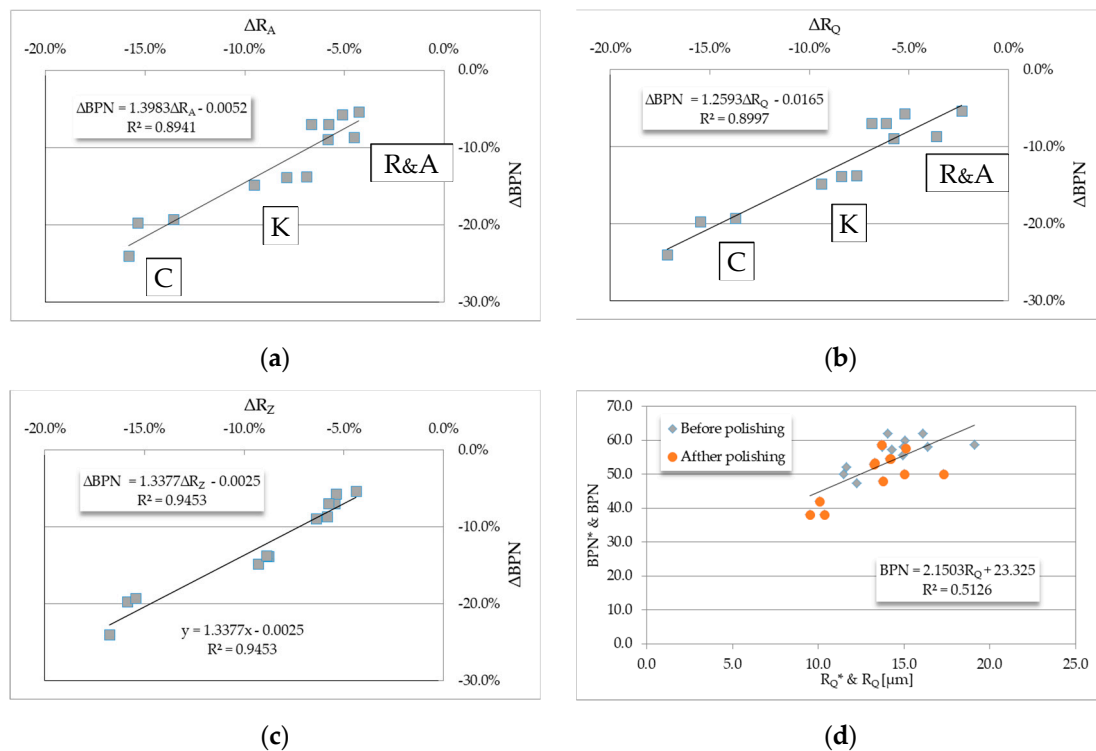 ΔR_A
-20.0% -15.0% -10.0% -5.0% 0.0%
0.0%
ΔBPN = 1.3983ΔR_A - 0.0052
R² = 0.8941
-10.0%
R&A
ΔBPN
K
-20.0%
C
-30.0%
(a)
ΔR_Q
-20.0% -15.0% -10.0% -5.0% 0.0%
0.0%
ΔBPN = 1.2593ΔR_Q - 0.0165
R² = 0.8997
-10.0%
R&A
ΔBPN
K
-20.0%
C
-30.0%
(b)
ΔR_Z
-20.0% -15.0% -10.0% -5.0% 0.0%
0.0%
ΔBPN = 1.3377ΔR_Z - 0.0025
R² = 0.9453
-10.0%
ΔBPN
-20.0%
y = 1.3377x - 0.0025
R² = 0.9453
-30.0%
(c)
70.0
Before polishing
60.0
Afther polishing
50.0
40.0
BPN* & BPN
30.0
BPN = 2.1503R_Q + 23.325
R² = 0.5126
20.0
10.0
0.0
0.0 5.0 10.0 15.0 20.0 25.0
R_Q* & R_Q [μm]
(d)